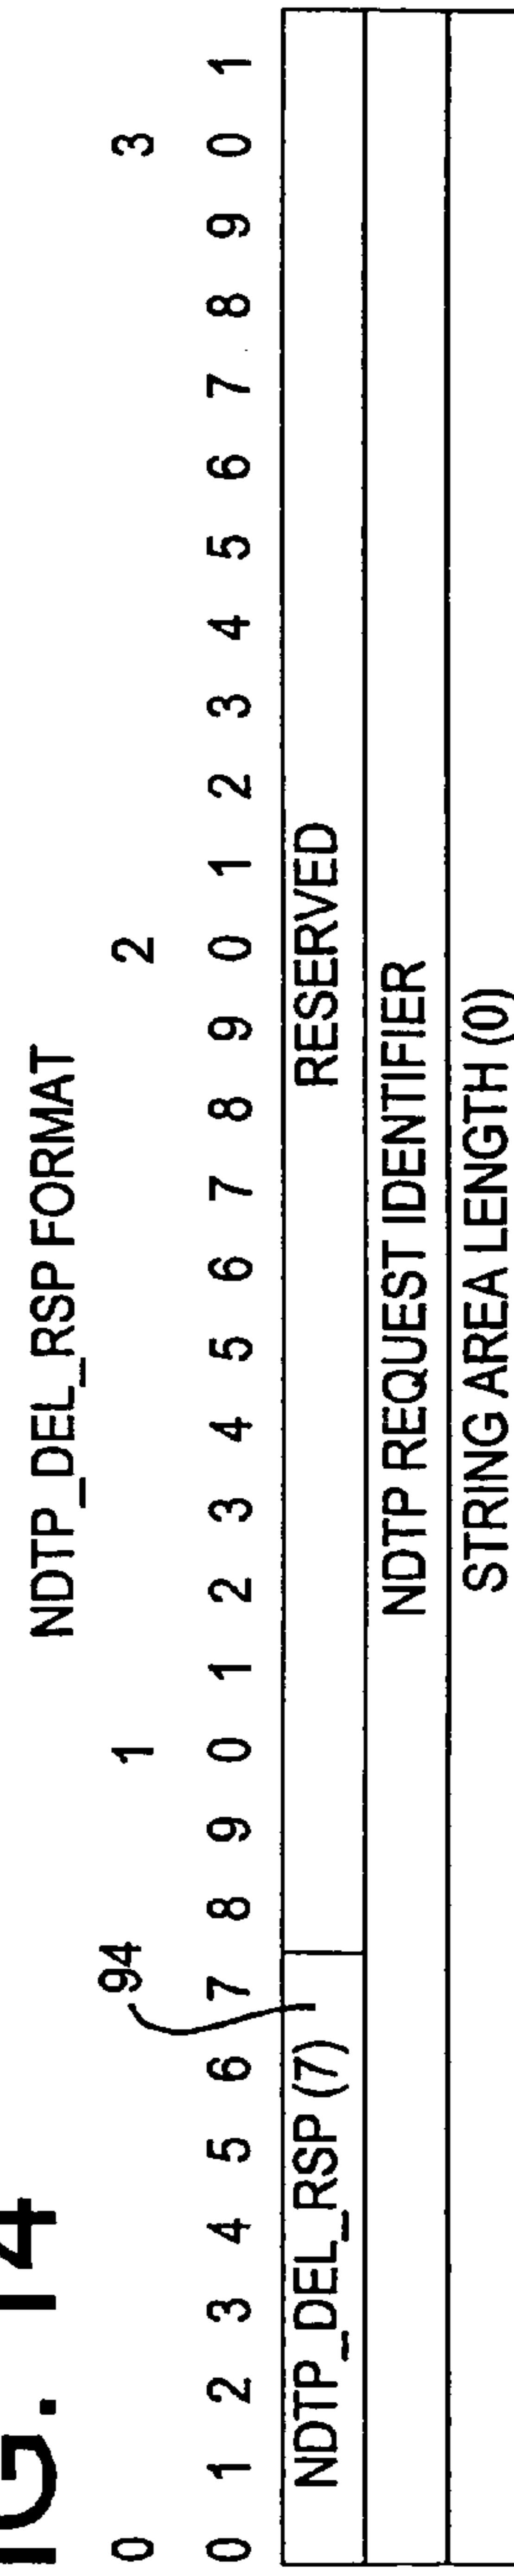 FIG. 14
NDTP_DEL_RSP FORMAT
0 1 2 3
0 1 2 3 4 5 6 7 8 9 0 1 2 3 4 5 6 7 8 9 0 1 2 3 4 5 6 7 8 9 0 1
94
NDTP_DEL_RSP (7) RESERVED
NDTP REQUEST IDENTIFIER
STRING AREA LENGTH (0)